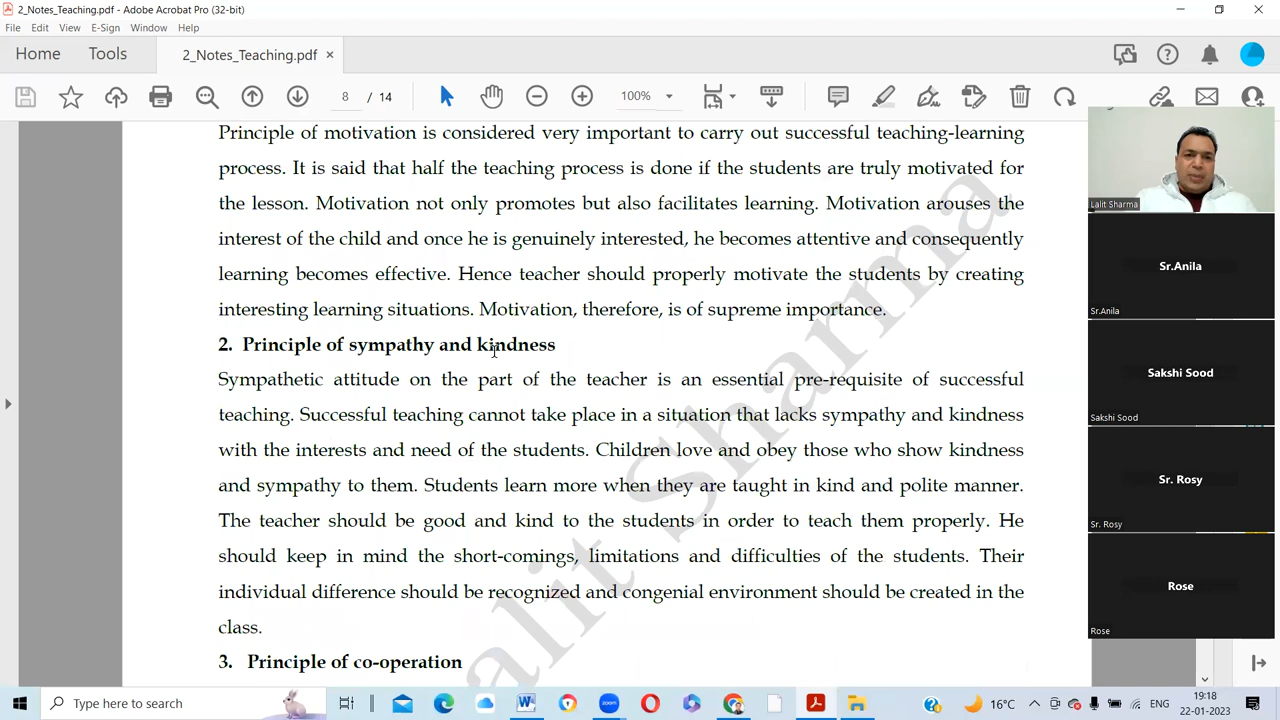 2_Notes_Teaching.pdf - Adobe Acrobat Pro (32-bit)
File Edit View E-Sign Window Help
Home Tools 2_Notes_Teaching.pdf ×
8 / 14 100%
Principle of motivation is considered very important to carry out successful teaching-learning
process. It is said that half the teaching process is done if the students are truly motivated for
the lesson. Motivation not only promotes but also facilitates learning. Motivation arouses the
interest of the child and once he is genuinely interested, he becomes attentive and consequently
learning becomes effective. Hence teacher should properly motivate the students by creating
interesting learning situations. Motivation, therefore, is of supreme importance.
2. Principle of sympathy and kindness
Sympathetic attitude on the part of the teacher is an essential pre-requisite of successful
teaching. Successful teaching cannot take place in a situation that lacks sympathy and kindness
with the interests and need of the students. Children love and obey those who show kindness
and sympathy to them. Students learn more when they are taught in kind and polite manner.
The teacher should be good and kind to the students in order to teach them properly. He
should keep in mind the short-comings, limitations and difficulties of the students. Their
individual difference should be recognized and congenial environment should be created in the
class.
3. Principle of co-operation
alit Sharma
Lalit Sharma
Sr.Anila
Sr.Anila
Sakshi Sood
Sakshi Sood
Sr. Rosy
Sr. Rosy
Rose
Rose
Type here to search
16°C
ENG
19:18
22-01-2023